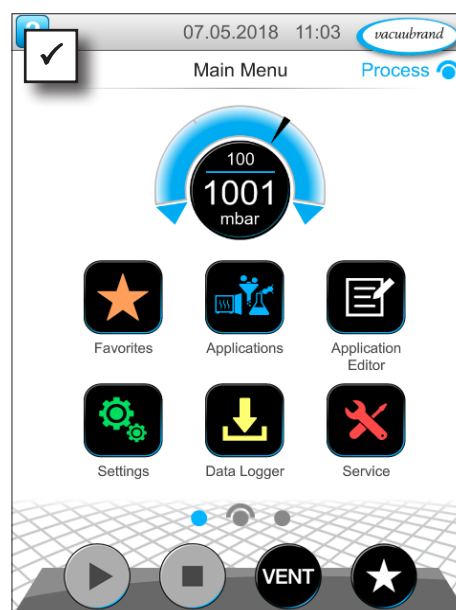 ?
07.05.2018 11:03 vacuubrand
✓
Main Menu Process
100
1001
mbar
Favorites Applications Application
Editor
Settings Data Logger Service
VENT